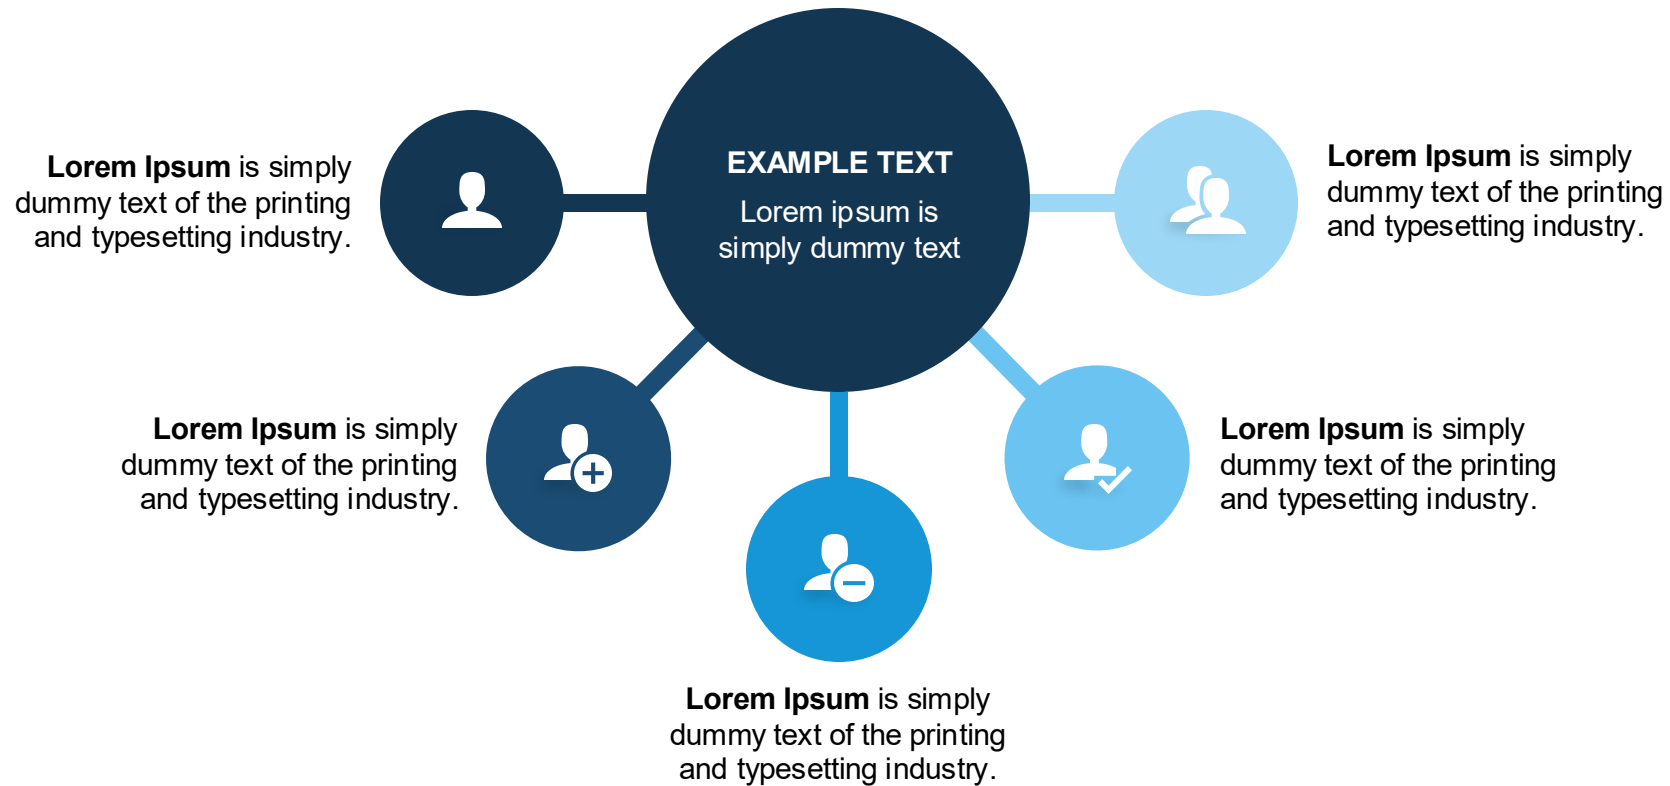 EXAMPLE TEXT
Lorem ipsum is
simply dummy text
Lorem Ipsum is simply
dummy text of the printing
and typesetting industry.
Lorem Ipsum is simply
dummy text of the printing
and typesetting industry.
Lorem Ipsum is simply
dummy text of the printing
and typesetting industry.
Lorem Ipsum is simply
dummy text of the printing
and typesetting industry.
Lorem Ipsum is simply
dummy text of the printing
and typesetting industry.